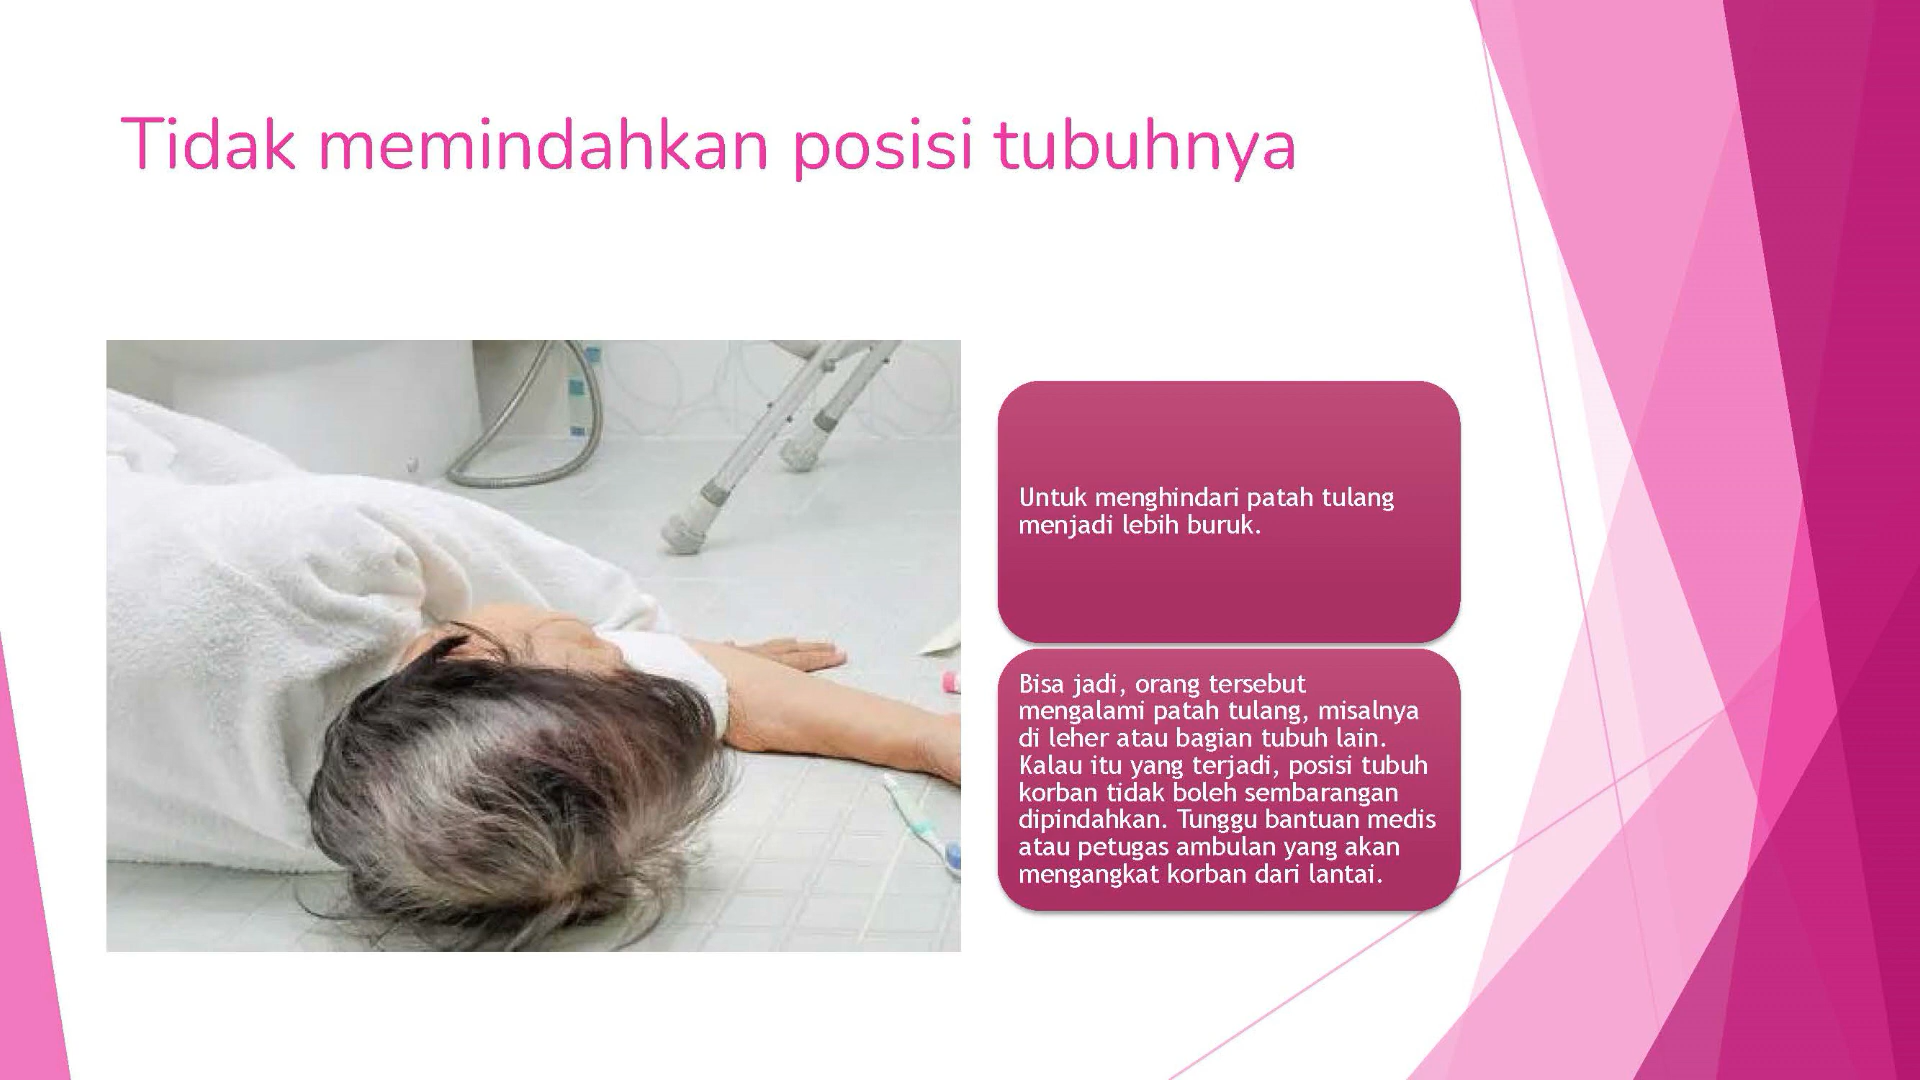 Tidak memindahkan posisi tubuhnya
Untuk menghindari patah tulang
menjadi lebih buruk.
Bisa jadi, orang tersebut
mengalami patah tulang, misalnya
di leher atau bagian tubuh lain.
Kalau itu yang terjadi, posisi tubuh
korban tidak boleh sembarangan
dipindahkan. Tunggu bantuan medis
atau petugas ambulan yang akan
mengangkat korban dari lantai.